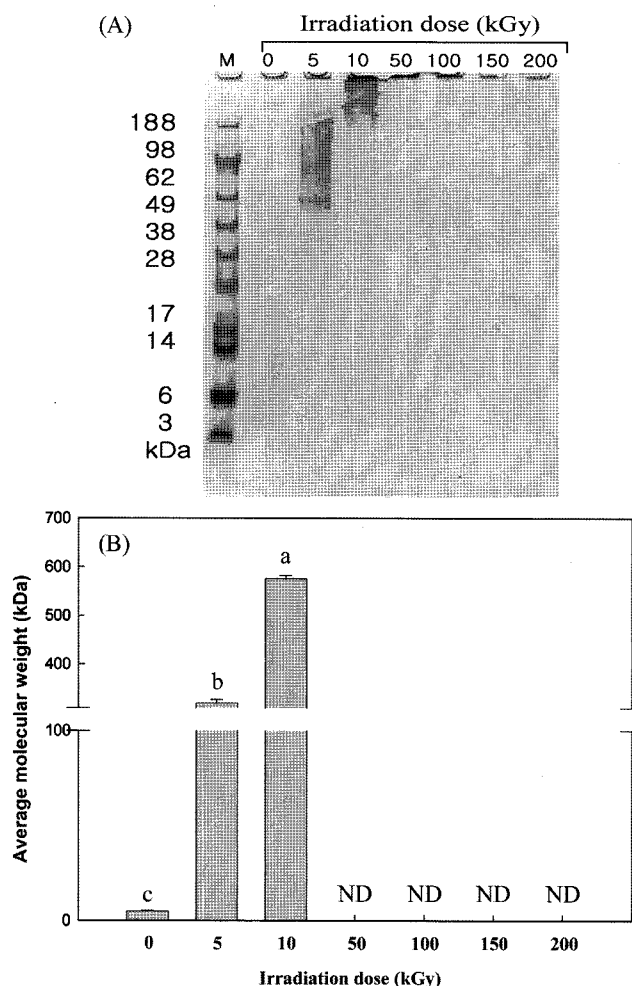 (A)
Irradiation dose (kGy)
M 0 5 10 50 100 150 200
188
98
62
49
38
28
17
14
6
3
kDa
(B)
700
600
500
400
100
0
Average molecular weight (kDa)
c
b
a
ND ND ND ND
0 5 10 50 100 150 200
Irradiation dose (kGy)